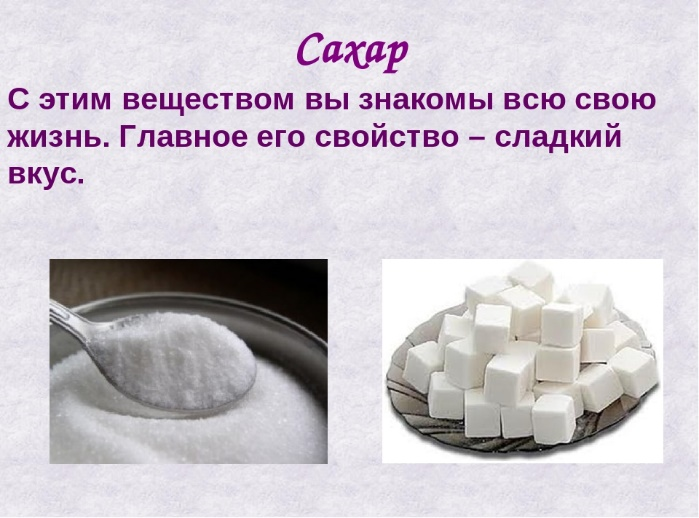 Сахар
С этим веществом вы знакомы всю свою
жизнь. Главное его свойство – сладкий
вкус.